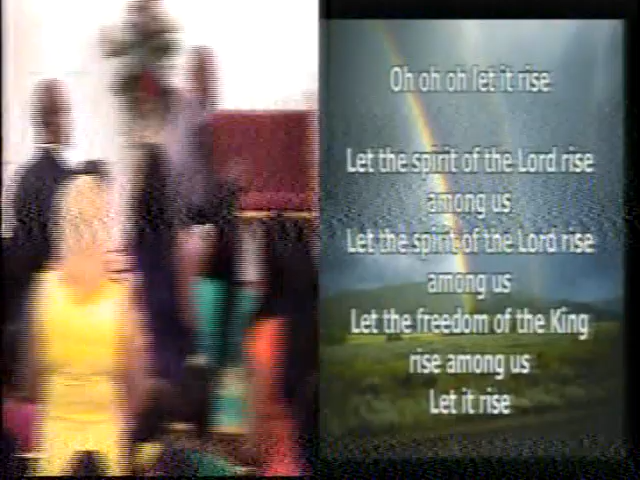 Oh oh oh let it rise
Let the spirit of the Lord rise
among us
Let the spirit of the Lord rise
among us
Let the freedom of the King
rise among us
Let it rise